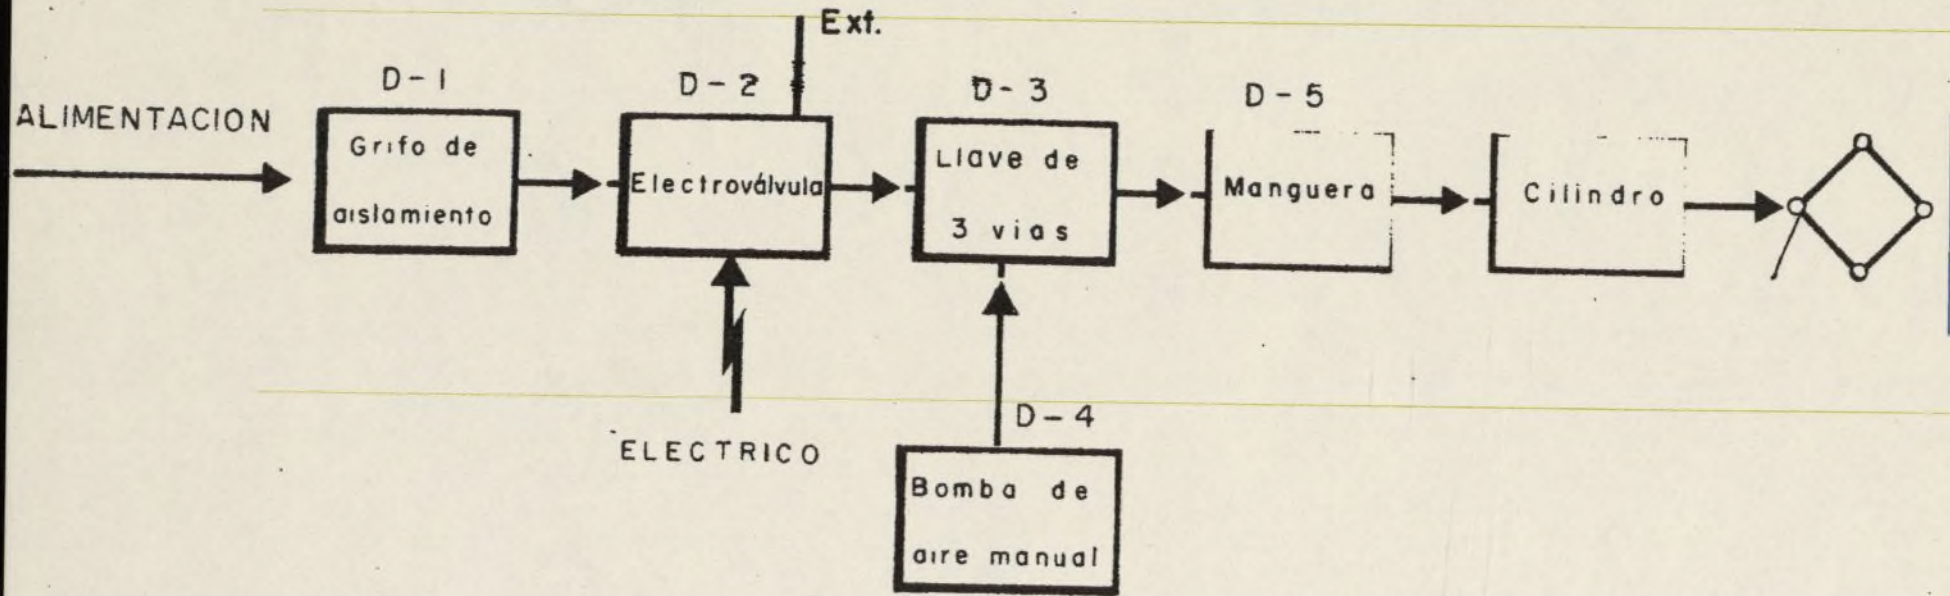 Ext.
D-1
D-2
D-3
D-5
ALIMENTACION
Grifo de
aislamiento
Electroválvula
Llave de
3 vias
Manguera
Cilindro
ELECTRICO
D-4
Bomba de
aire manual